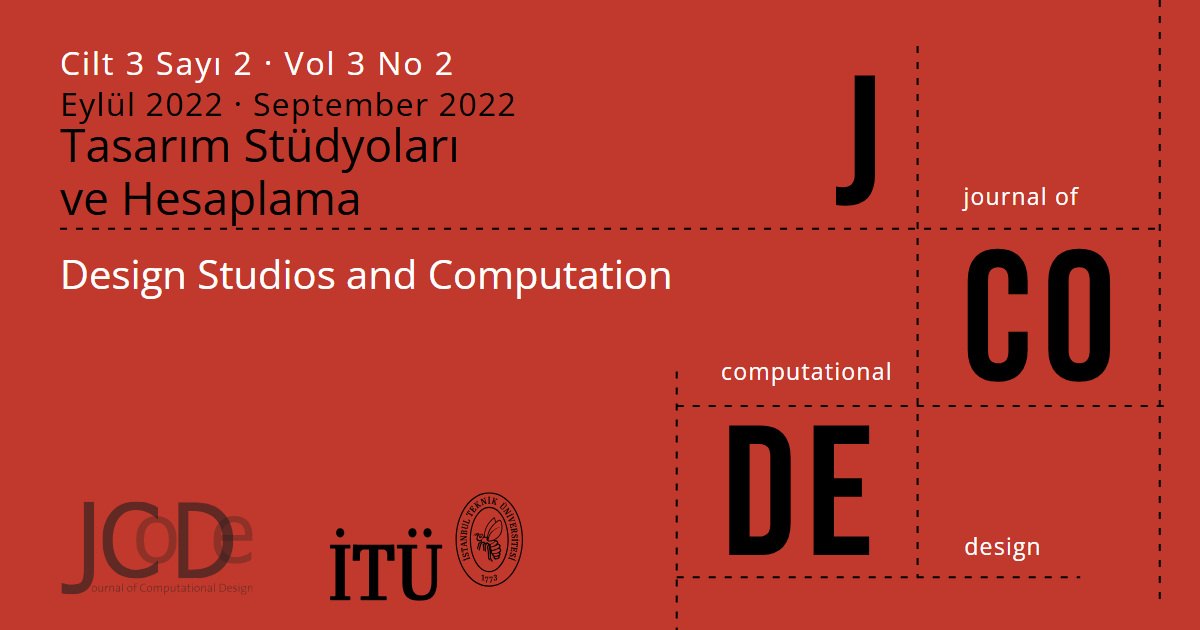 Cilt 3 Sayı 2 · Vol 3 No 2
Eylül 2022 · September 2022
Tasarım Stüdyoları
ve Hesaplama
Design Studios and Computation
J
journal of
CO
computational
DE
design
JCoDe
Journal of Computational Design
İTÜ
İSTANBUL TEKNİK ÜNİVERSİTESİ
1773